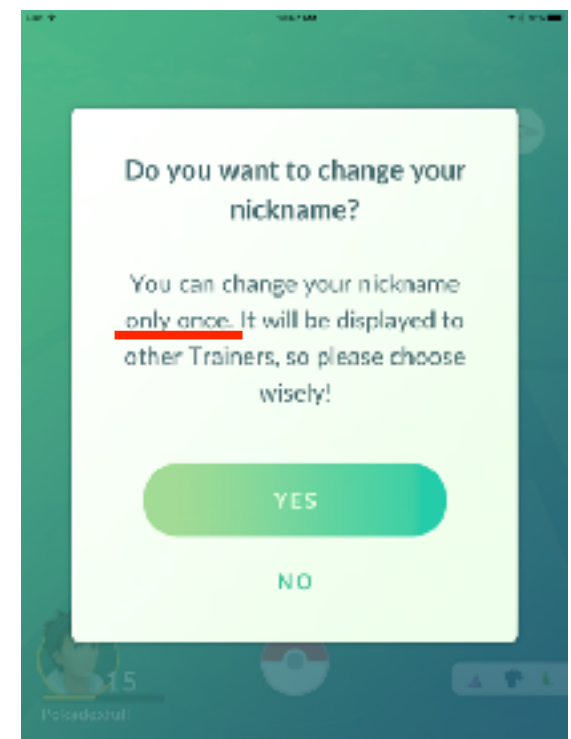 Do you want to change your
nickname?
You can change your nickname
only once. It will be displayed to
other Trainers, so please choose
wisely!
YES
NO
15